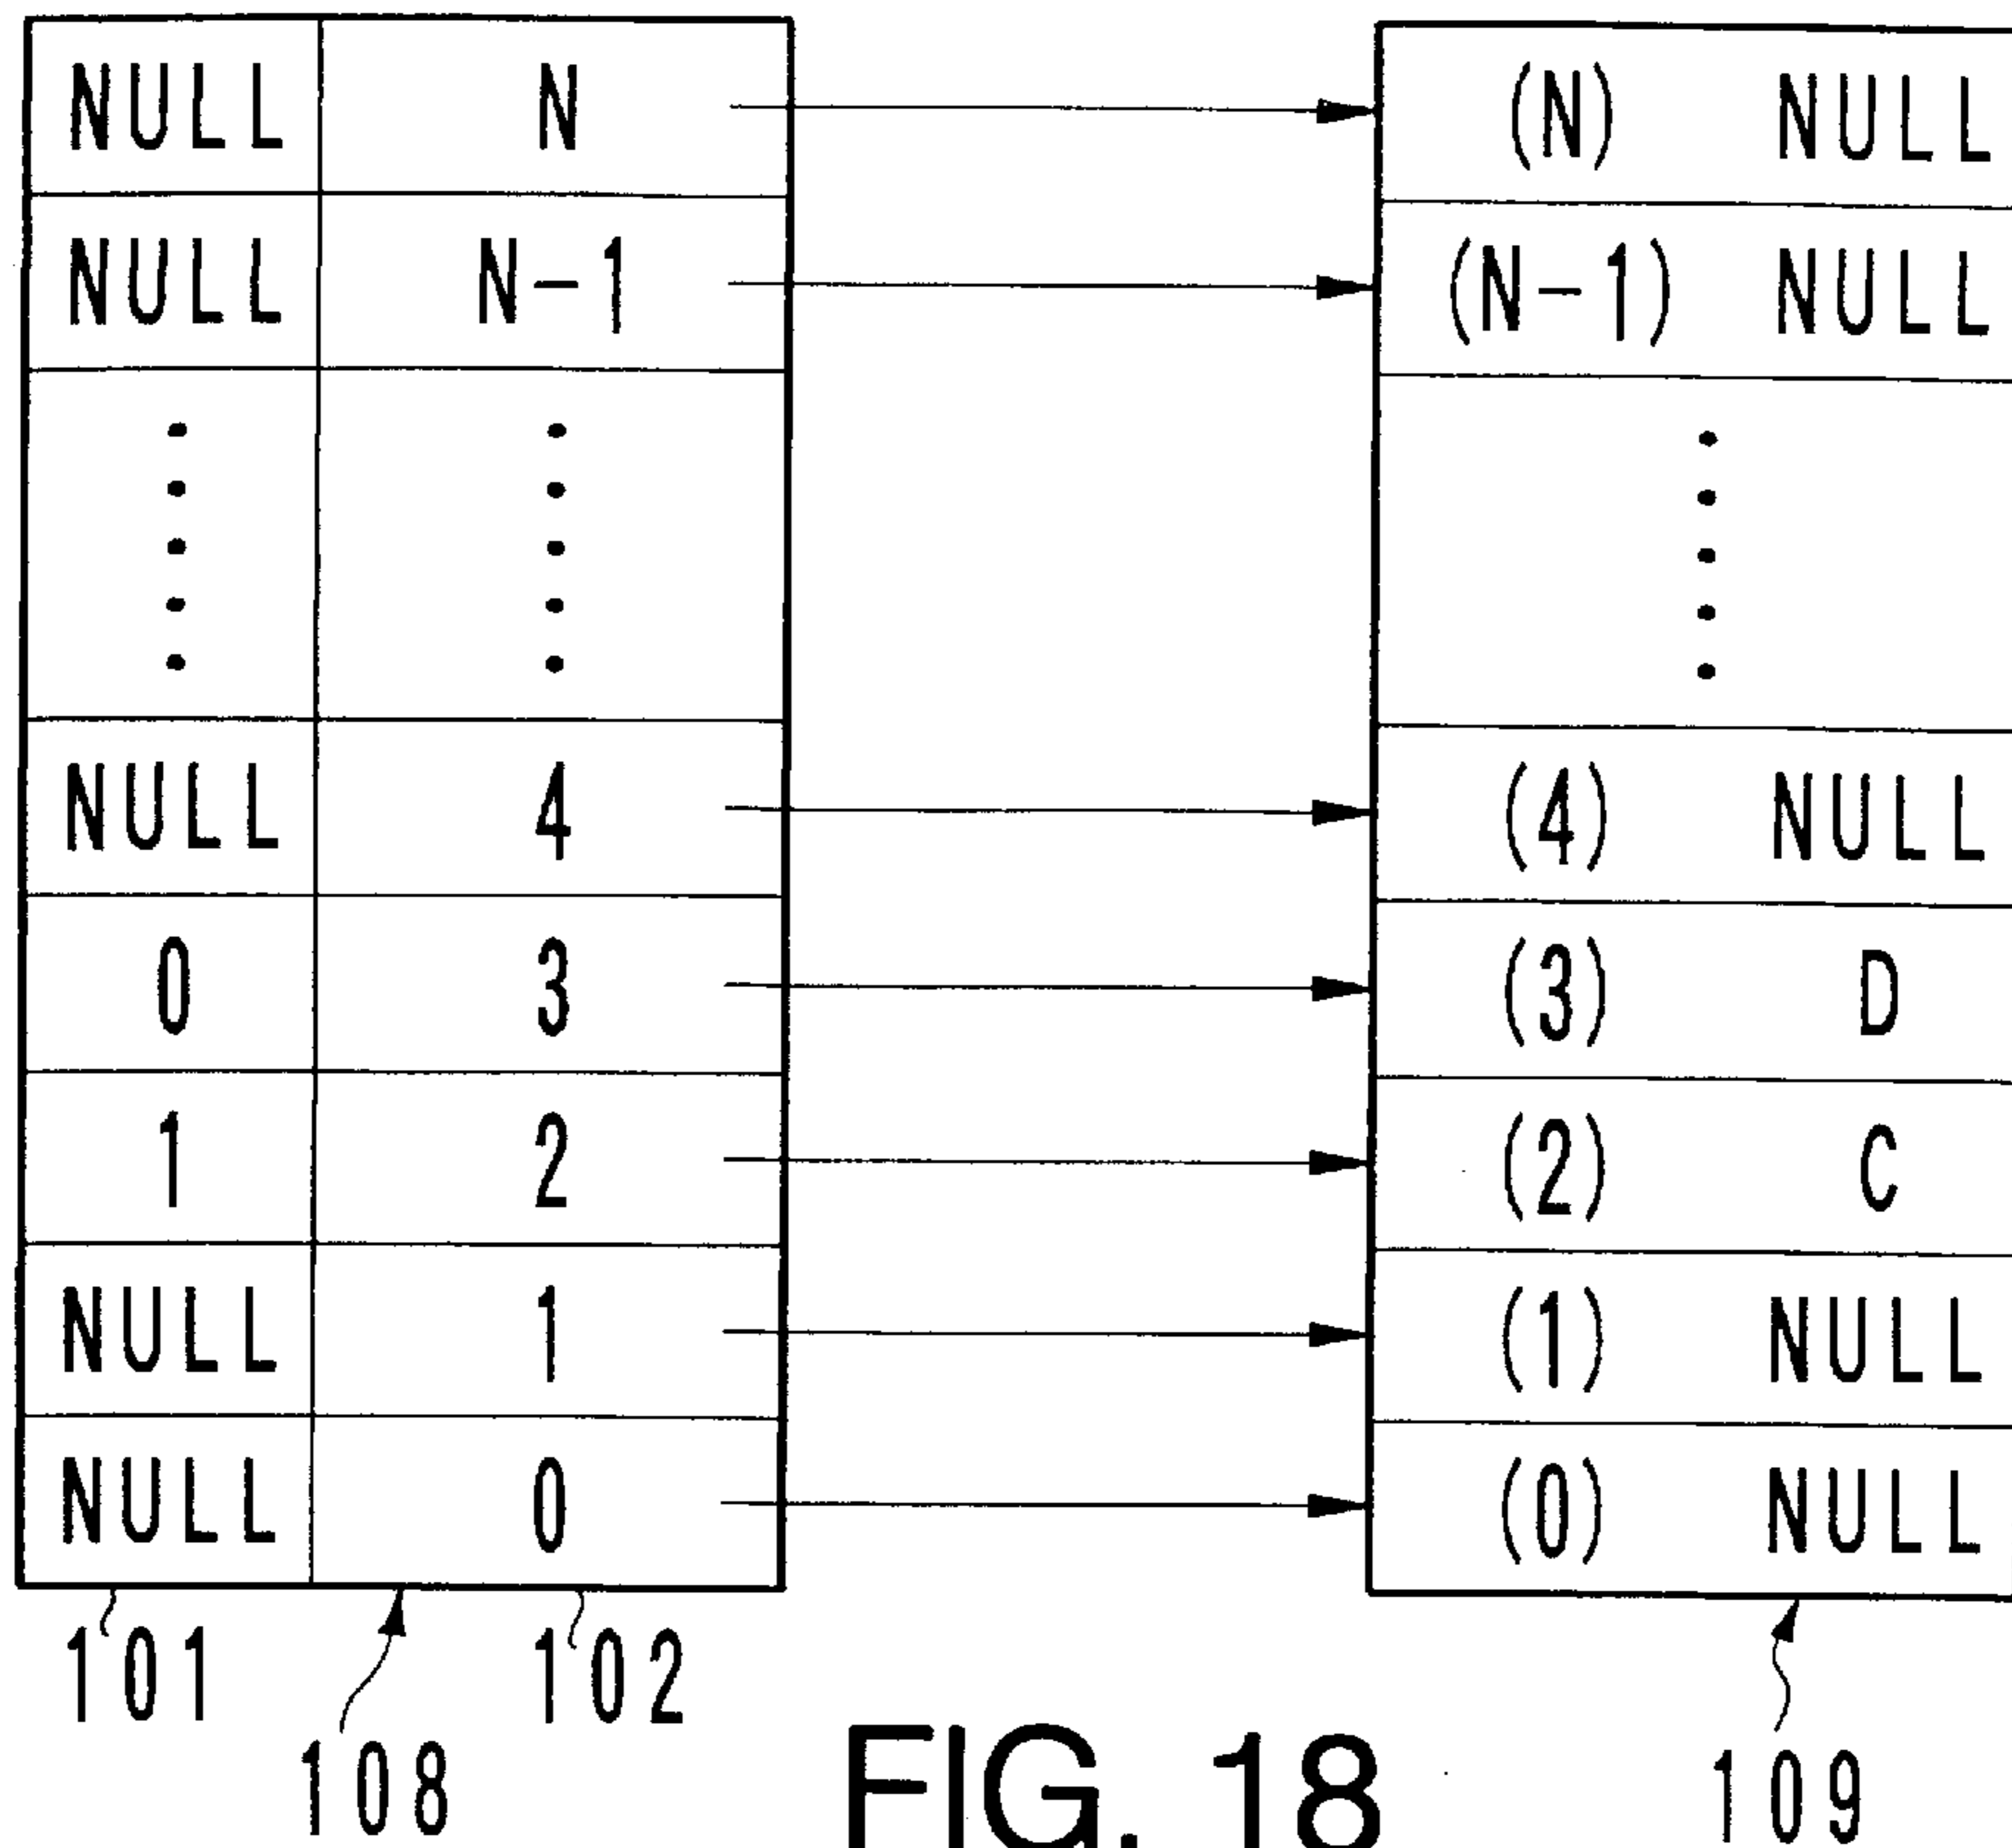 NULL N (N) NULL
NULL N-1 (N-1) NULL
NULL 4 (4) NULL
0 3 (3) D
1 2 (2) C
NULL 1 (1) NULL
NULL 0 (0) NULL
101 102
108 109
FIG. 18